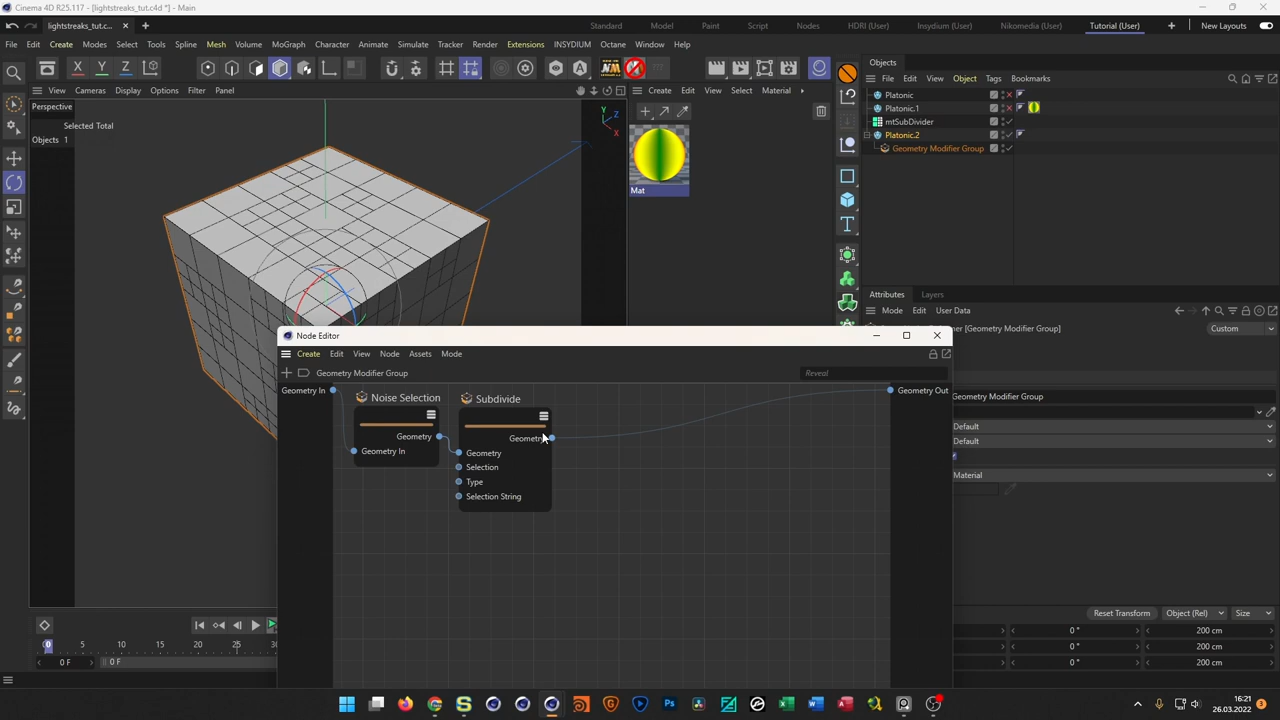 Cinema 4D R25.117 - [lightstreaks_tut.c4d *] - Main
lightstreaks_tut.c...
Standard Model Paint Script Nodes HDRI (User) Insydium (User) Nikomedia (User) Tutorial (User) New Layouts
File Edit Create Modes Select Tools Spline Mesh Volume MoGraph Character Animate Simulate Tracker Render Extensions INSYDIUM Octane Window Help
X Y Z
View Cameras Display Options Filter Panel
Create Edit View Select Material
Objects
File Edit View Object Tags Bookmarks
Perspective
Selected Total
Objects 1
Y
Z
X
Mat
Platonic
Platonic.1
mtSubDivider
Platonic.2
Geometry Modifier Group
Attributes Layers
Mode Edit User Data
[Geometry Modifier Group]
Custom
Geometry Modifier Group
Default
Default
Material
Node Editor
Create Edit View Node Assets Mode
Geometry Modifier Group
Reveal
Geometry In
Noise Selection
Subdivide
Geometry Out
Geometry
Geometry In
Geometry
Geometry
Selection
Type
Selection String
0 5 10 15 20 25
0 F
0 F
Reset Transform Object (Rel) Size
0 ° 200 cm
0 ° 200 cm
0 ° 200 cm
16:21
26.03.2022